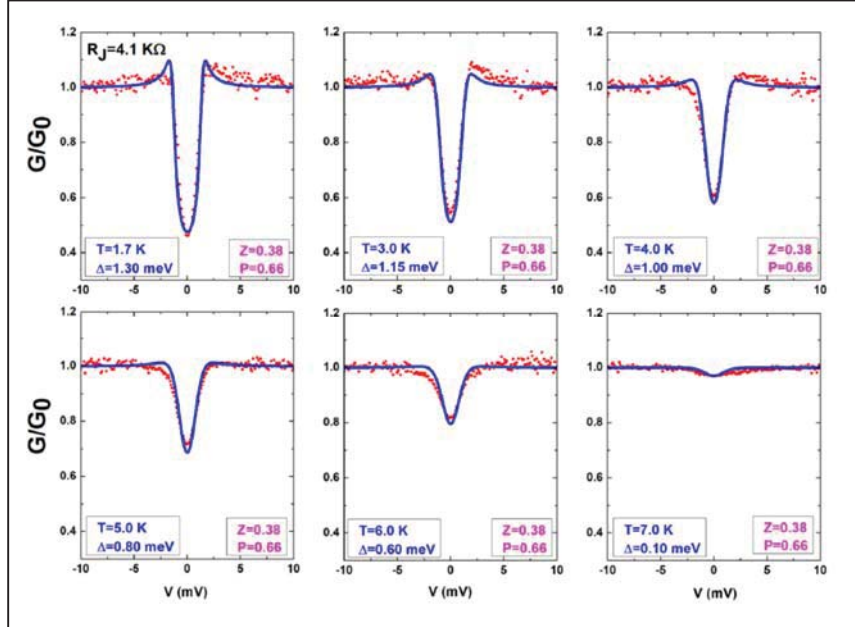 R_J=4.1 KΩ
G/G0
1.2
1.0
0.8
0.6
0.4
-10 -5 0 5 10
T=1.7 K
Δ=1.30 meV
Z=0.38
P=0.66
1.2
1.0
0.8
0.6
0.4
-10 -5 0 5 10
T=3.0 K
Δ=1.15 meV
Z=0.38
P=0.66
1.2
1.0
0.8
0.6
0.4
-10 -5 0 5 10
T=4.0 K
Δ=1.00 meV
Z=0.38
P=0.66
G/G0
1.2
1.0
0.8
0.6
0.4
T=5.0 K
Δ=0.80 meV
Z=0.38
P=0.66
-10 -5 0 5 10
V (mV)
1.2
1.0
0.8
0.6
0.4
T=6.0 K
Δ=0.60 meV
Z=0.38
P=0.66
-10 -5 0 5 10
V (mV)
1.2
1.0
0.8
0.6
0.4
T=7.0 K
Δ=0.10 meV
Z=0.38
P=0.66
-10 -5 0 5 10
V (mV)